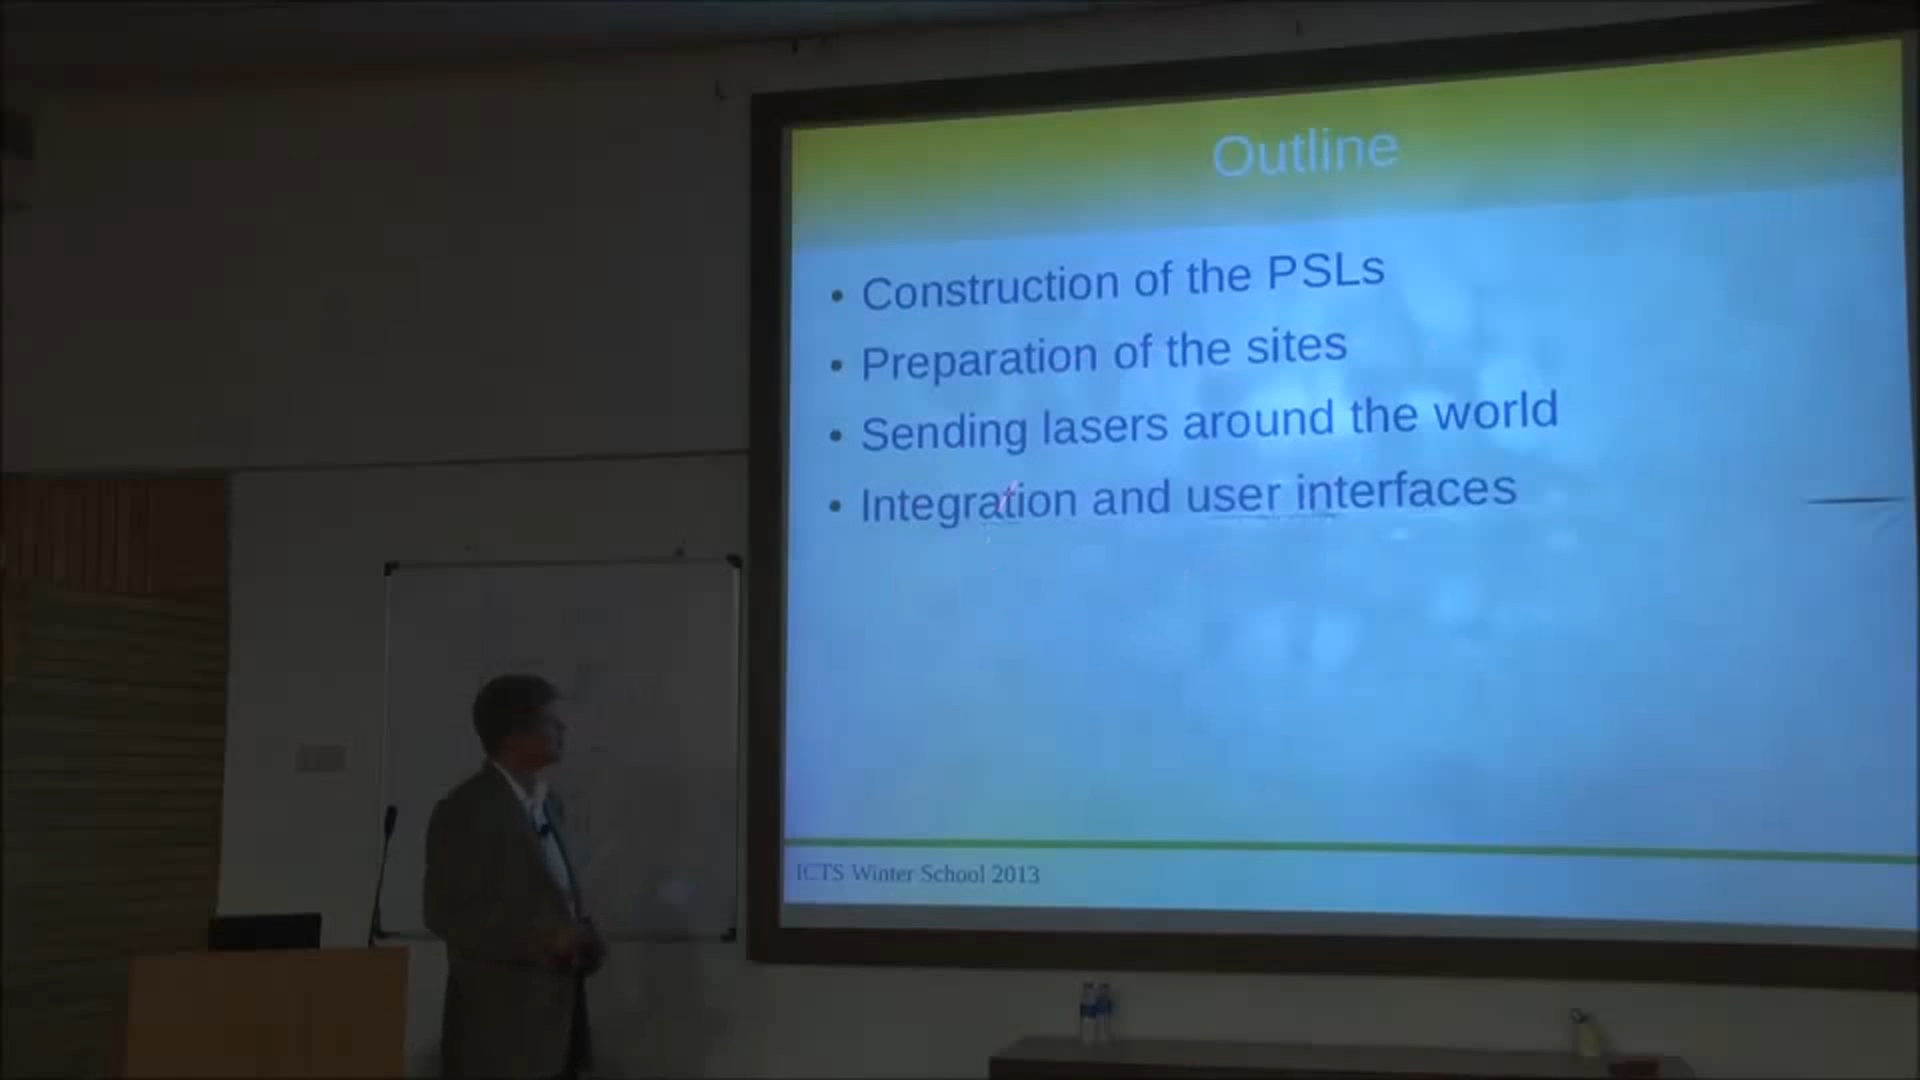 Outline
• Construction of the PSLs
• Preparation of the sites
• Sending lasers around the world
• Integration and user interfaces
ICTS Winter School 2013